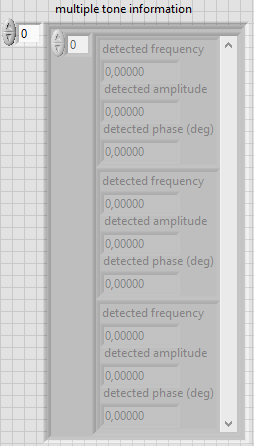 multiple tone information
0
0
detected frequency
0,00000
detected amplitude
0,00000
detected phase (deg)
0,00000
detected frequency
0,00000
detected amplitude
0,00000
detected phase (deg)
0,00000
detected frequency
0,00000
detected amplitude
0,00000
detected phase (deg)
0,00000